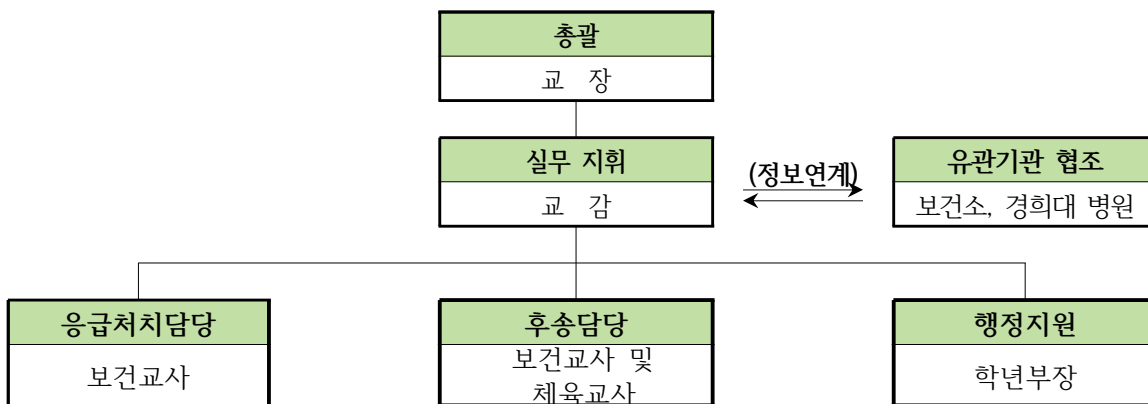 총괄
교 장
실무 지휘
교 감
(정보연계)
유관기관 협조
보건소, 경희대 병원
응급처치담당
보건교사
후송담당
보건교사 및
체육교사
행정지원
학년부장